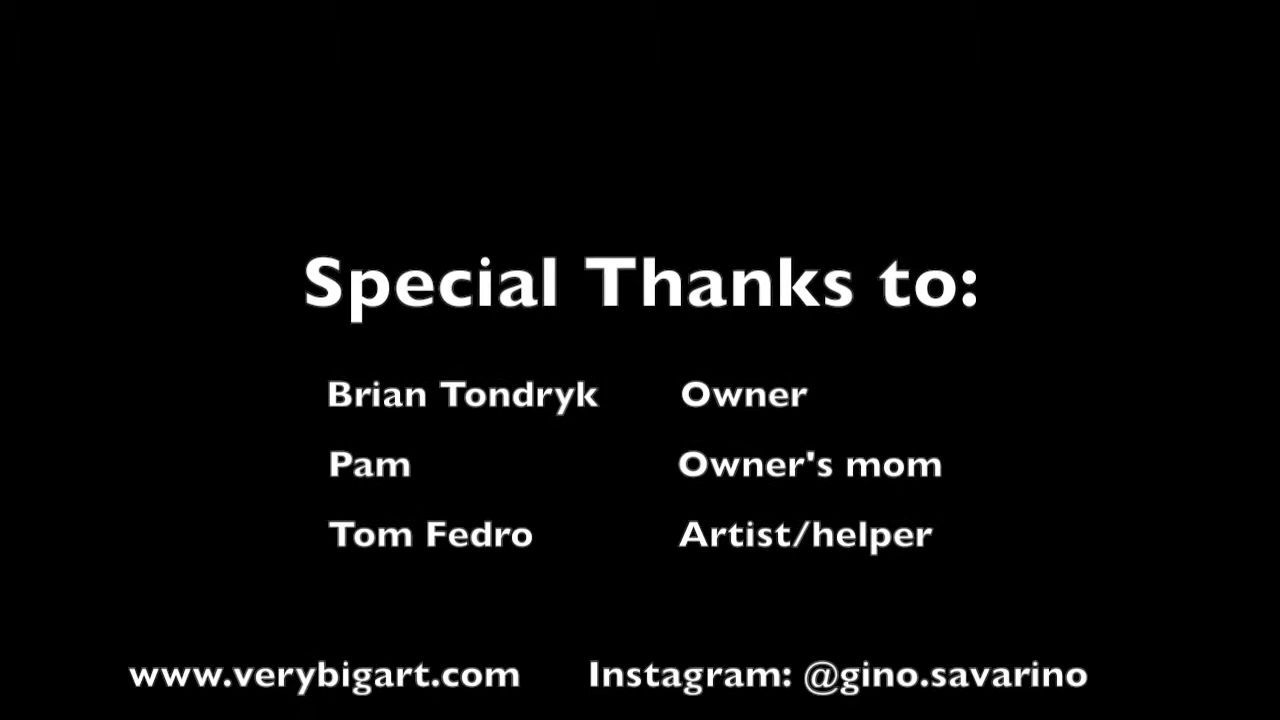 Special Thanks to:
Brian Tondryk Owner
Pam Owner's mom
Tom Fedro Artist/helper
www.verybigart.com Instagram: @gino.savarino